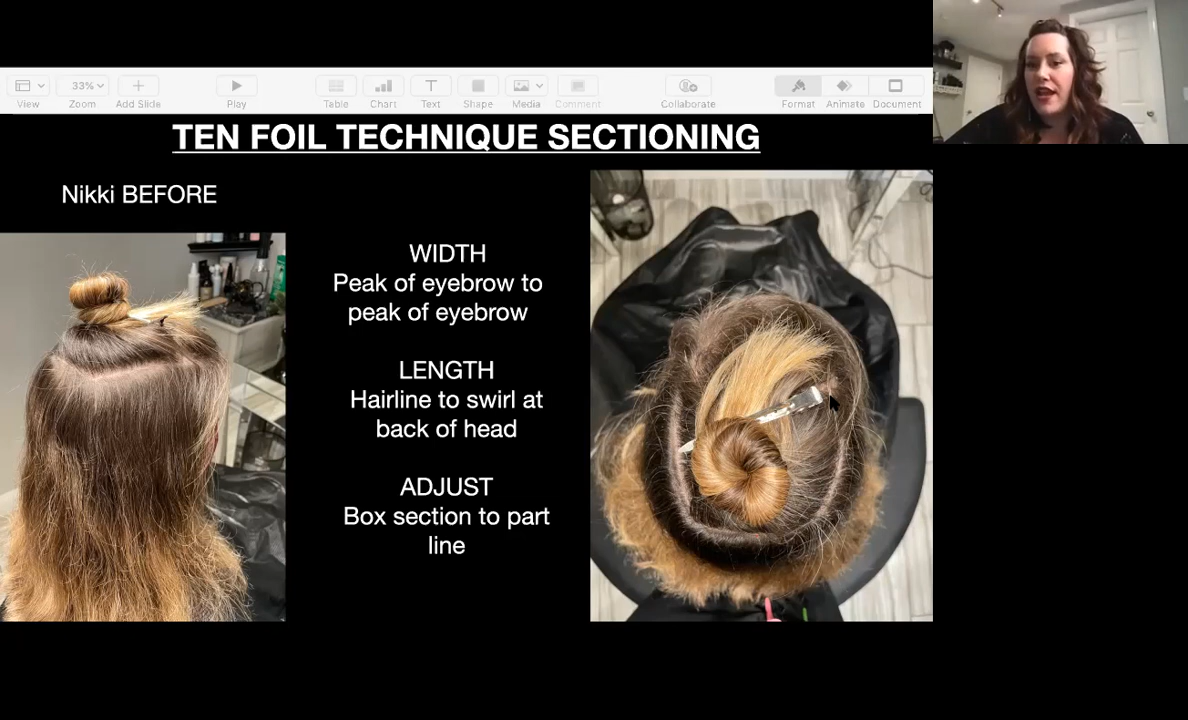 View
33%
Zoom
Add Slide
Play
Table
Chart
Text
Shape
Media
Comment
Collaborate
Format
Animate
Document
TEN FOIL TECHNIQUE SECTIONING
Nikki BEFORE
WIDTH
Peak of eyebrow to
peak of eyebrow
LENGTH
Hairline to swirl at
back of head
ADJUST
Box section to part
line